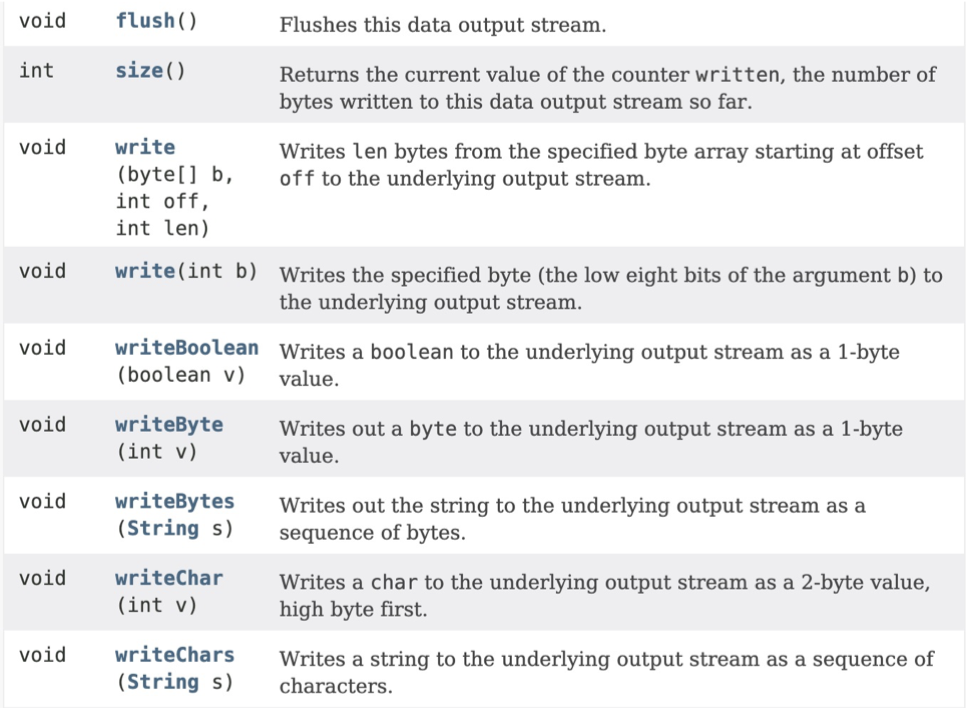 void flush() Flushes this data output stream.
int size() Returns the current value of the counter written, the number of
bytes written to this data output stream so far.
void write Writes len bytes from the specified byte array starting at offset
(byte[] b, off to the underlying output stream.
int off,
int len)
void write(int b) Writes the specified byte (the low eight bits of the argument b) to
the underlying output stream.
void writeBoolean Writes a boolean to the underlying output stream as a 1-byte
(boolean v) value.
void writeByte Writes out a byte to the underlying output stream as a 1-byte
(int v) value.
void writeBytes Writes out the string to the underlying output stream as a
(String s) sequence of bytes.
void writeChar Writes a char to the underlying output stream as a 2-byte value,
(int v) high byte first.
void writeChars Writes a string to the underlying output stream as a sequence of
(String s) characters.